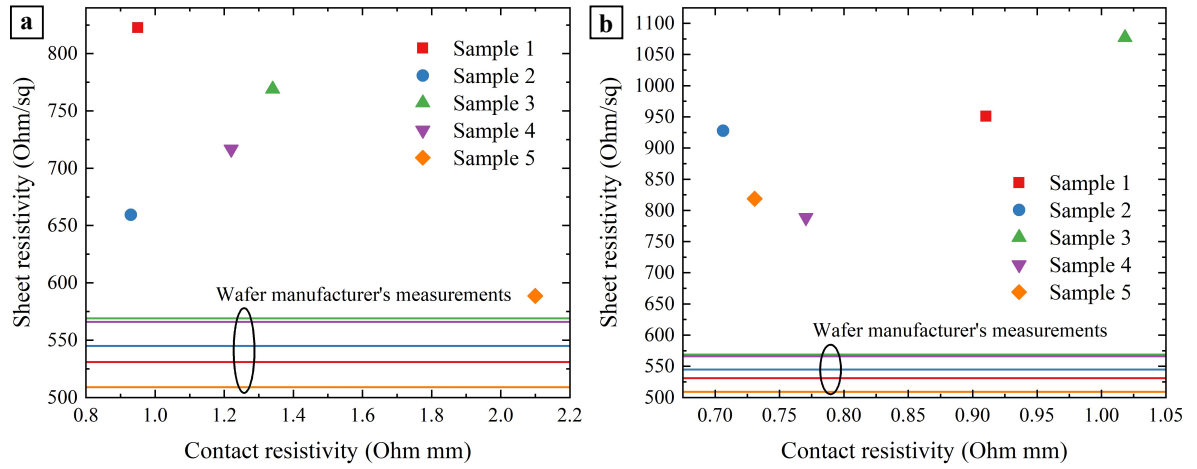 a
Sheet resistivity (Ohm/sq)
800
750
700
650
600
550
500
Sample 1
Sample 2
Sample 3
Sample 4
Sample 5
Wafer manufacturer's measurements
0.8 1.0 1.2 1.4 1.6 1.8 2.0 2.2
Contact resistivity (Ohm mm)
b
Sheet resistivity (Ohm/sq)
1100
1050
1000
950
900
850
800
750
700
650
600
550
500
Sample 1
Sample 2
Sample 3
Sample 4
Sample 5
Wafer manufacturer's measurements
0.70 0.75 0.80 0.85 0.90 0.95 1.00 1.05
Contact resistivity (Ohm mm)